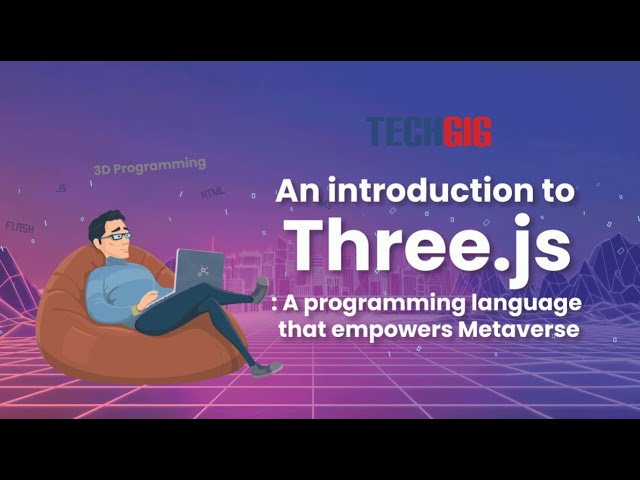 TECHGIG
3D Programming
JS
HTML
FLASH
An introduction to
Three.js
: A programming language
that empowers Metaverse